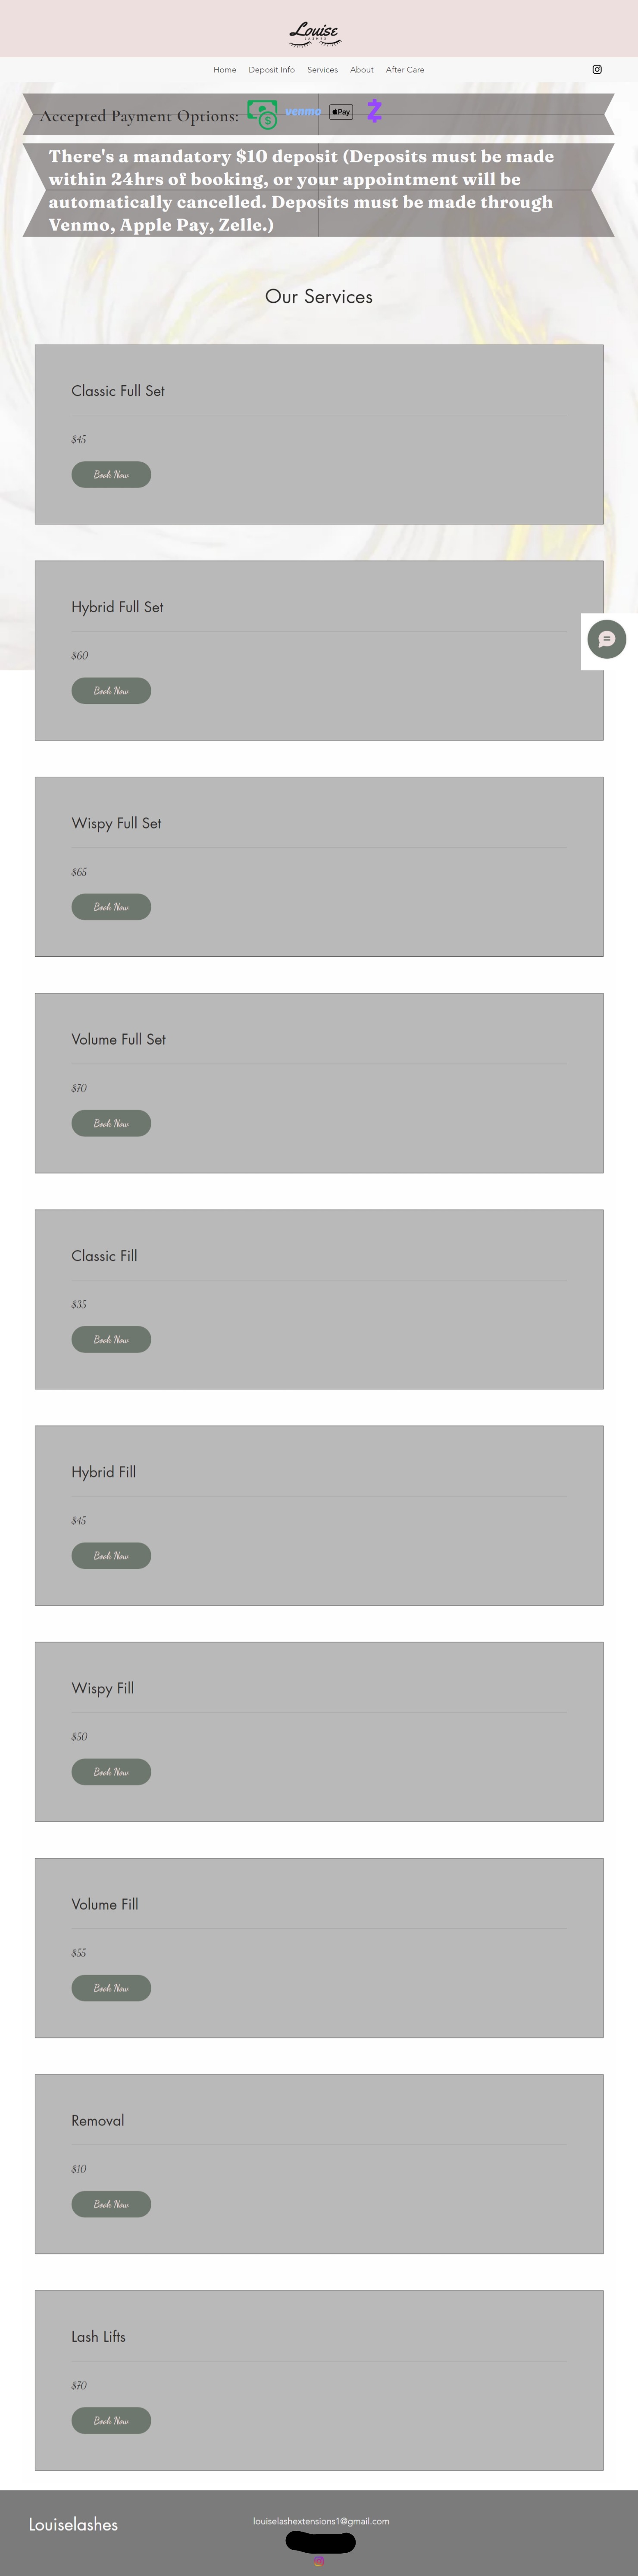 Louise
LASHES
Home Deposit Info Services About After Care
Accepted Payment Options: $ venmo Pay
There's a mandatory $10 deposit (Deposits must be made
within 24hrs of booking, or your appointment will be
automatically cancelled. Deposits must be made through
Venmo, Apple Pay, Zelle.)
Our Services
Classic Full Set
$45
Book Now
Hybrid Full Set
$60
Book Now
Wispy Full Set
$65
Book Now
Volume Full Set
$70
Book Now
Classic Fill
$35
Book Now
Hybrid Fill
$45
Book Now
Wispy Fill
$50
Book Now
Volume Fill
$55
Book Now
Removal
$10
Book Now
Lash Lifts
$70
Book Now
Louiselashes
louiselashextensions1@gmail.com